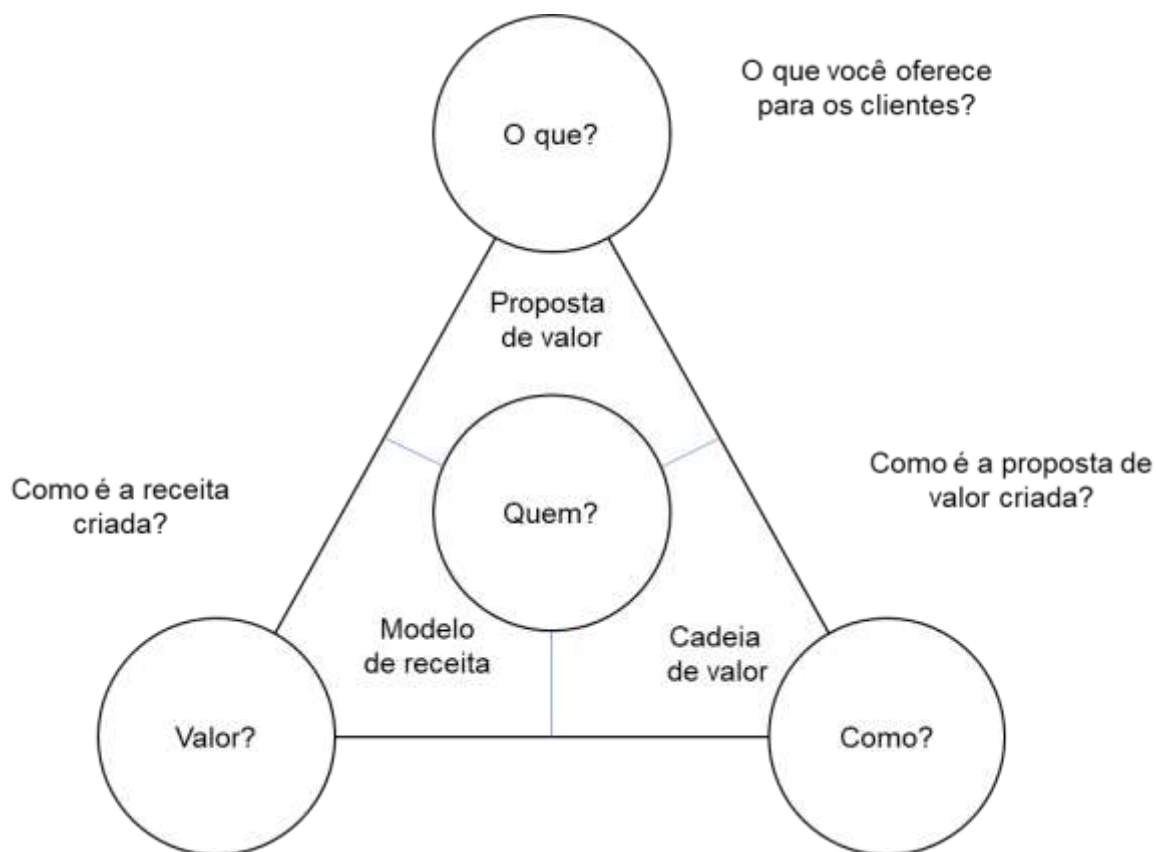 O que você oferece
para os clientes?
O que?
Proposta
de valor
Como é a receita
criada?
Quem?
Como é a proposta de
valor criada?
Modelo
de receita
Cadeia
de valor
Valor?
Como?